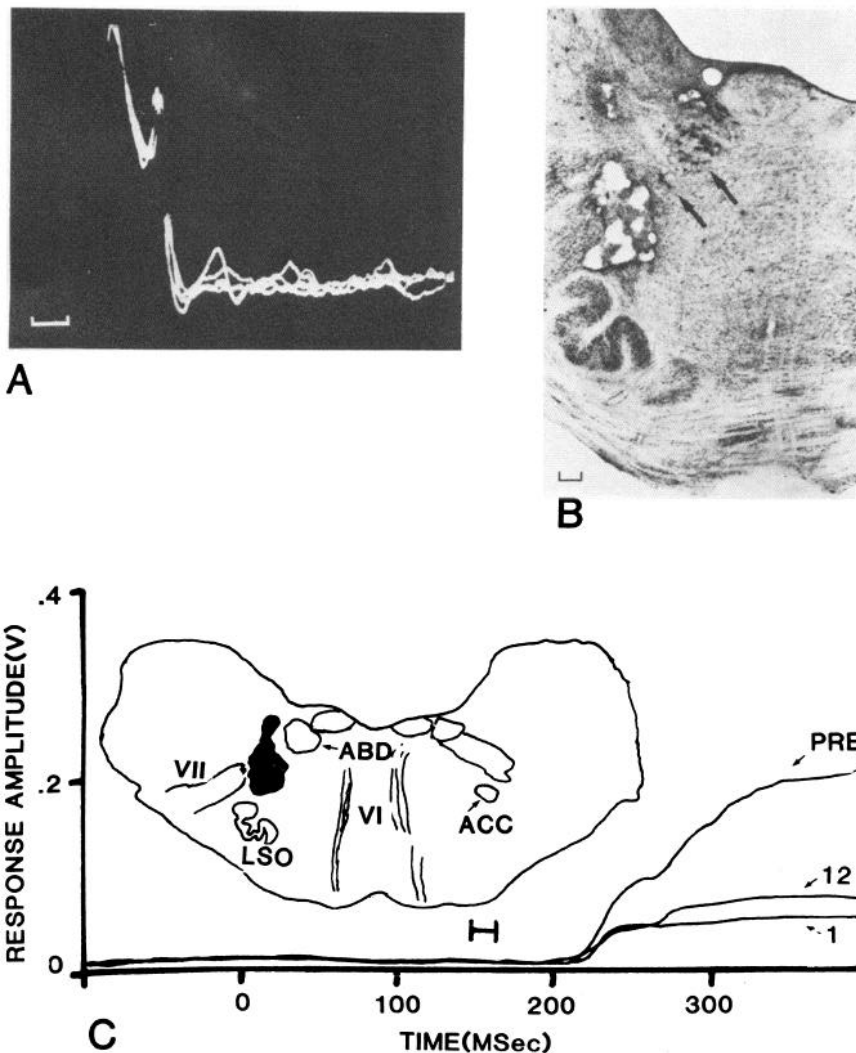 A
B
.4
.2
0
RESPONSE AMPLITUDE(V)
VII
ABD
VI
LSO
ACC
PRE
12
1
0 100 200 300
TIME(MSec)
C